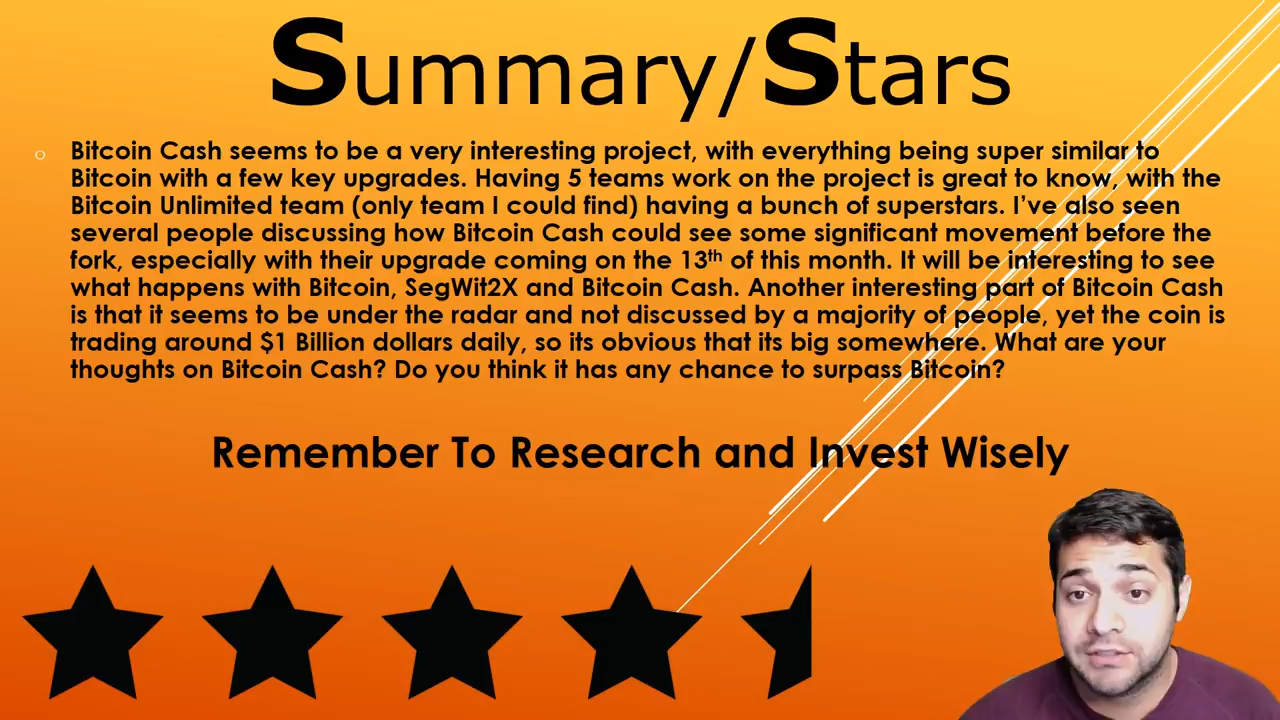 Summary/Stars
Bitcoin Cash seems to be a very interesting project, with everything being super similar to
Bitcoin with a few key upgrades. Having 5 teams work on the project is great to know, with the
Bitcoin Unlimited team (only team I could find) having a bunch of superstars. I’ve also seen
several people discussing how Bitcoin Cash could see some significant movement before the
fork, especially with their upgrade coming on the 13th of this month. It will be interesting to see
what happens with Bitcoin, SegWit2X and Bitcoin Cash. Another interesting part of Bitcoin Cash
is that it seems to be under the radar and not discussed by a majority of people, yet the coin is
trading around $1 Billion dollars daily, so its obvious that its big somewhere. What are your
thoughts on Bitcoin Cash? Do you think it has any chance to surpass Bitcoin?
Remember To Research and Invest Wisely